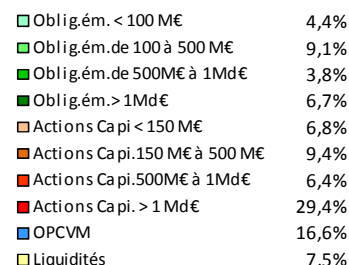 Oblig.ém. < 100 M€ 4,4%
Oblig.ém.de 100 à 500 M€ 9,1%
Oblig.ém.de 500M€ à 1Md€ 3,8%
Oblig.ém.> 1Md€ 6,7%
Actions Capi < 150 M€ 6,8%
Actions Capi.150 M€ à 500 M€ 9,4%
Actions Capi.500M€ à 1Md€ 6,4%
Actions Capi. > 1 Md€ 29,4%
OPCVM 16,6%
Liquidités 7,5%